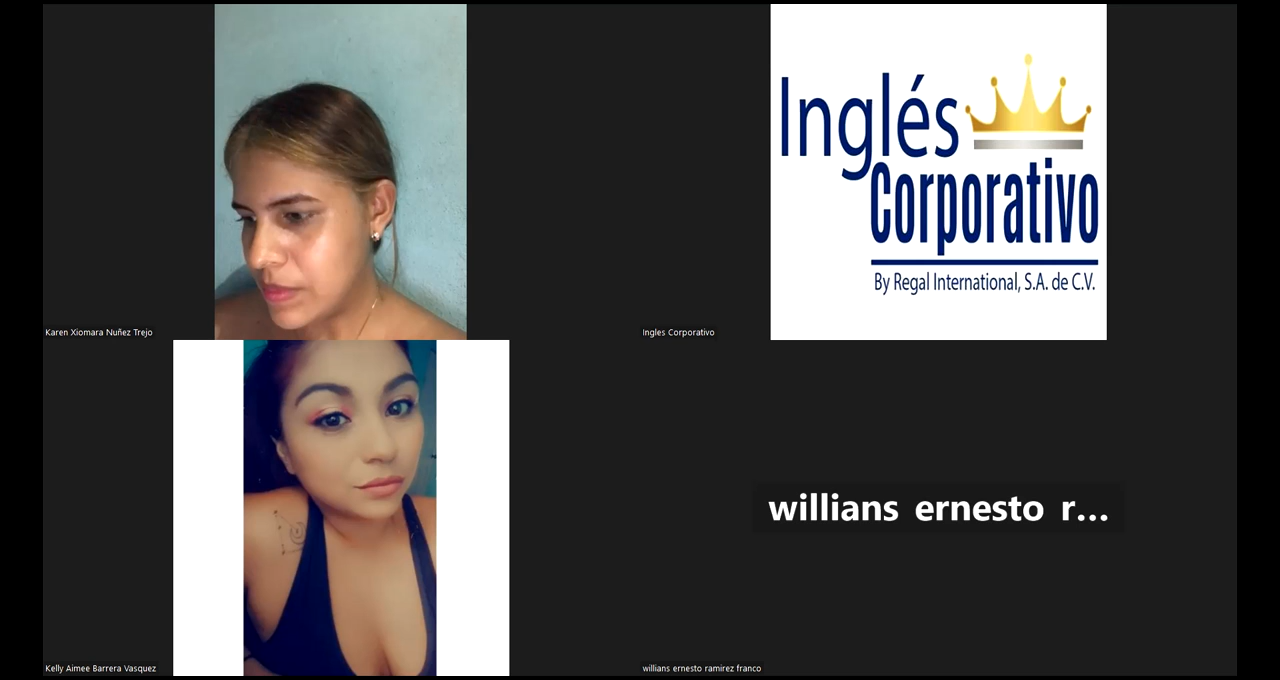 Inglés
Corporativo
By Regal International, S.A. de C.V.
Karen Xiomara Nuñez Trejo
Ingles Corporativo
willians ernesto r...
Kelly Aimee Barrera Vasquez
willians ernesto ramirez franco